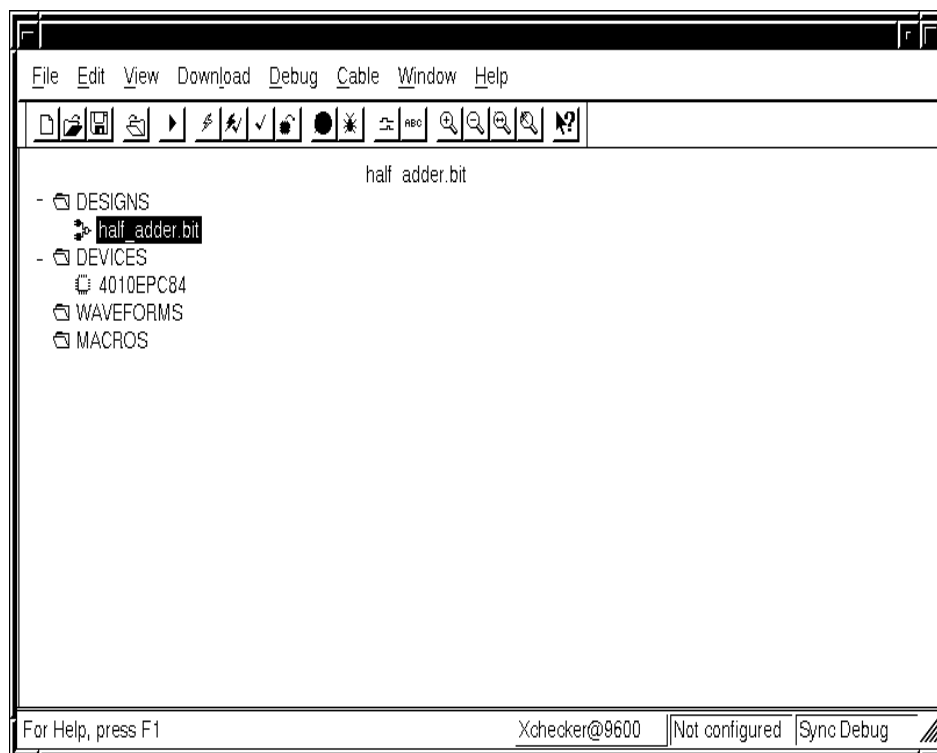 File Edit View Download Debug Cable Window Help
ABC ?
half adder.bit
- DESIGNS
half_adder.bit
- DEVICES
4010EPC84
WAVEFORMS
MACROS
For Help, press F1 Xchecker@9600 Not configured Sync Debug